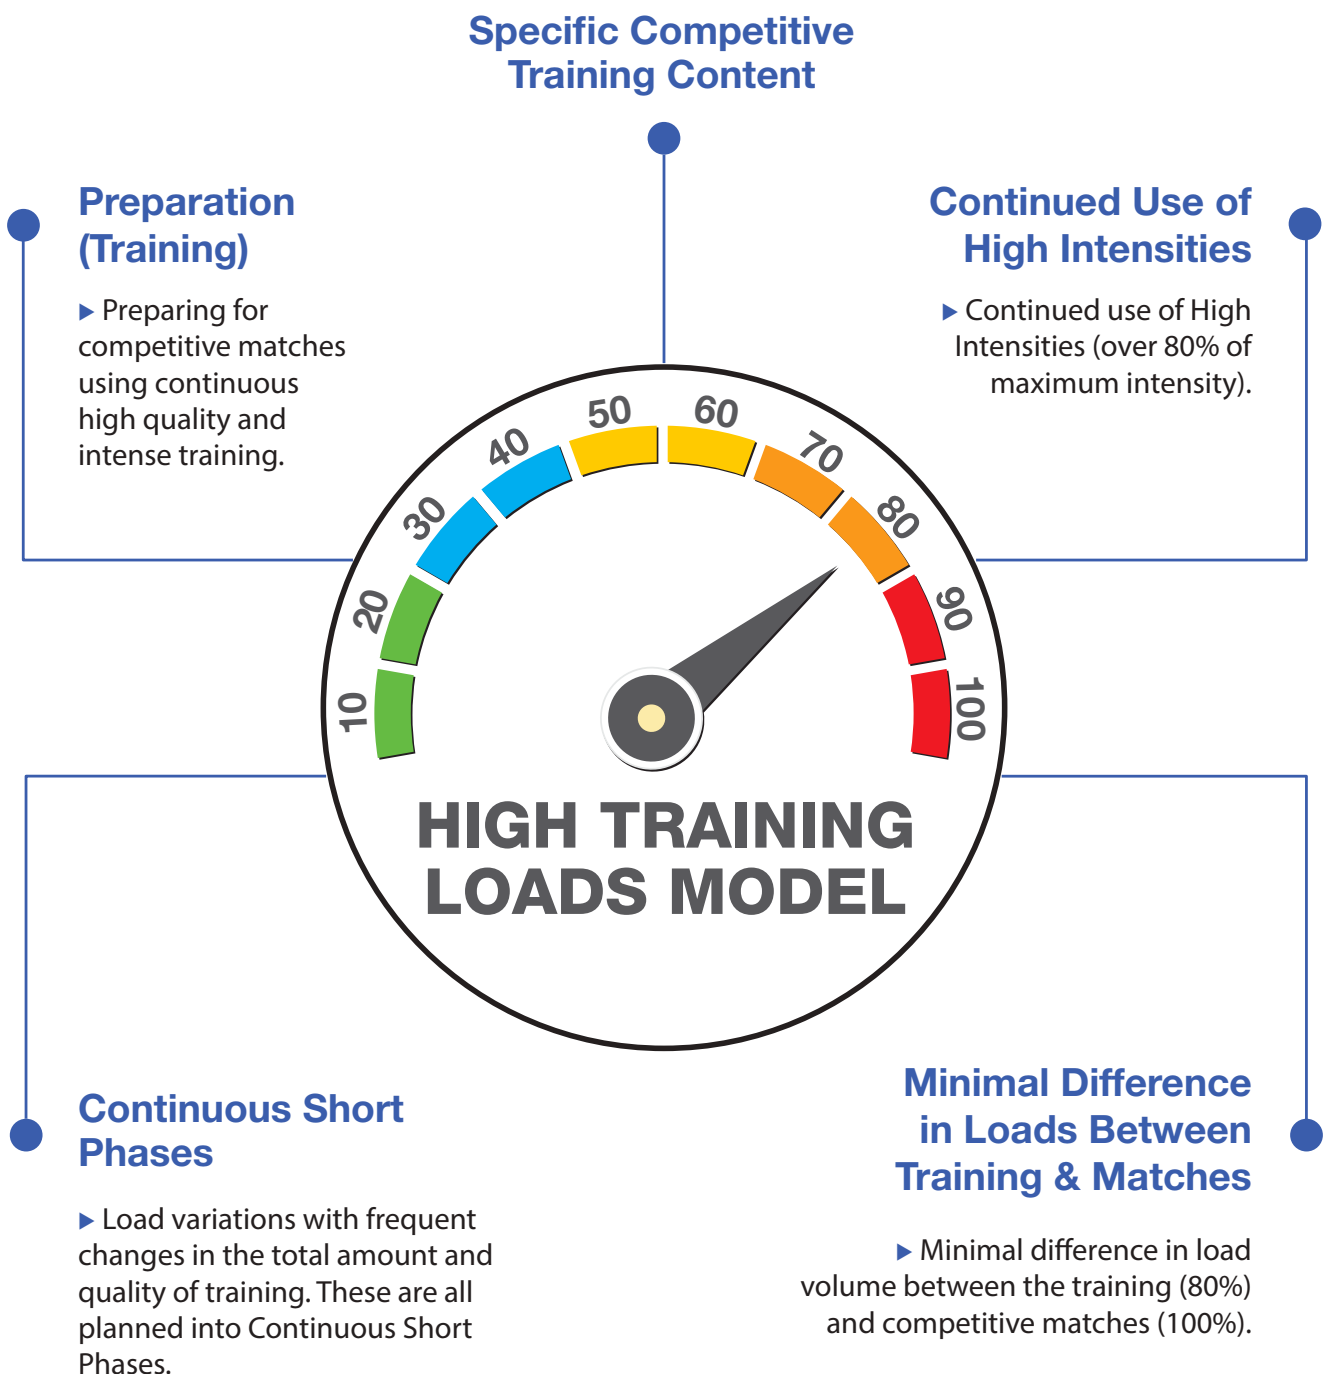 Specific Competitive
Training Content
Preparation
(Training)
▶ Preparing for
competitive matches
using continuous
high quality and
intense training.
Continued Use of
High Intensities
▶ Continued use of High
Intensities (over 80% of
maximum intensity).
10
20
30
40
50
60
70
80
90
100
HIGH TRAINING
LOADS MODEL
Continuous Short
Phases
▶ Load variations with frequent
changes in the total amount and
quality of training. These are all
planned into Continuous Short
Phases.
Minimal Difference
in Loads Between
Training & Matches
▶ Minimal difference in load
volume between the training (80%)
and competitive matches (100%).